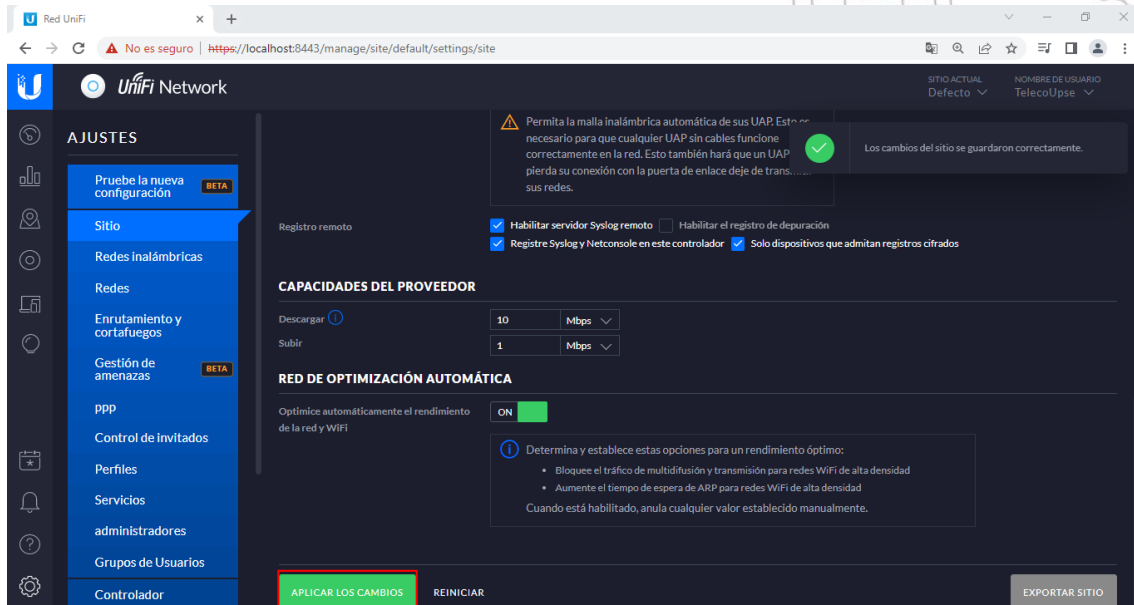 Red UniFi
No es seguro | https://localhost:8443/manage/site/default/settings/site
UniFi Network
SITIO ACTUAL
Defecto
NOMBRE DE USUARIO
TelecoUpse
AJUSTES
Pruebe la nueva
configuración
BETA
Sitio
Redes inalámbricas
Redes
Enrutamiento y
cortafuegos
Gestión de
amenazas
BETA
ppp
Control de invitados
Perfiles
Servicios
administradores
Grupos de Usuarios
Controlador
Permita la malla inalámbrica automática de sus UAP. Esto es
necesario para que cualquier UAP sin cables funcione
correctamente en la red. Esto también hará que un UAP
pierda su conexión con la puerta de enlace deje de
sus redes.
Los cambios del sitio se guardaron correctamente.
Registro remoto
Habilitar servidor Syslog remoto
Habilitar el registro de depuración
Registre Syslog y Netconsole en este controlador
Solo dispositivos que admitan registros cifrados
CAPACIDADES DEL PROVEEDOR
Descargar
10 Mbps
Subir
1 Mbps
RED DE OPTIMIZACIÓN AUTOMÁTICA
Optimice automáticamente el rendimiento
de la red y WiFi
ON
Determina y establece estas opciones para un rendimiento óptimo:
• Bloquee el tráfico de multidifusión y transmisión para redes WiFi de alta densidad
• Aumente el tiempo de espera de ARP para redes WiFi de alta densidad
Cuando está habilitado, anula cualquier valor establecido manualmente.
APLICAR LOS CAMBIOS
REINICIAR
EXPORTAR SITIO